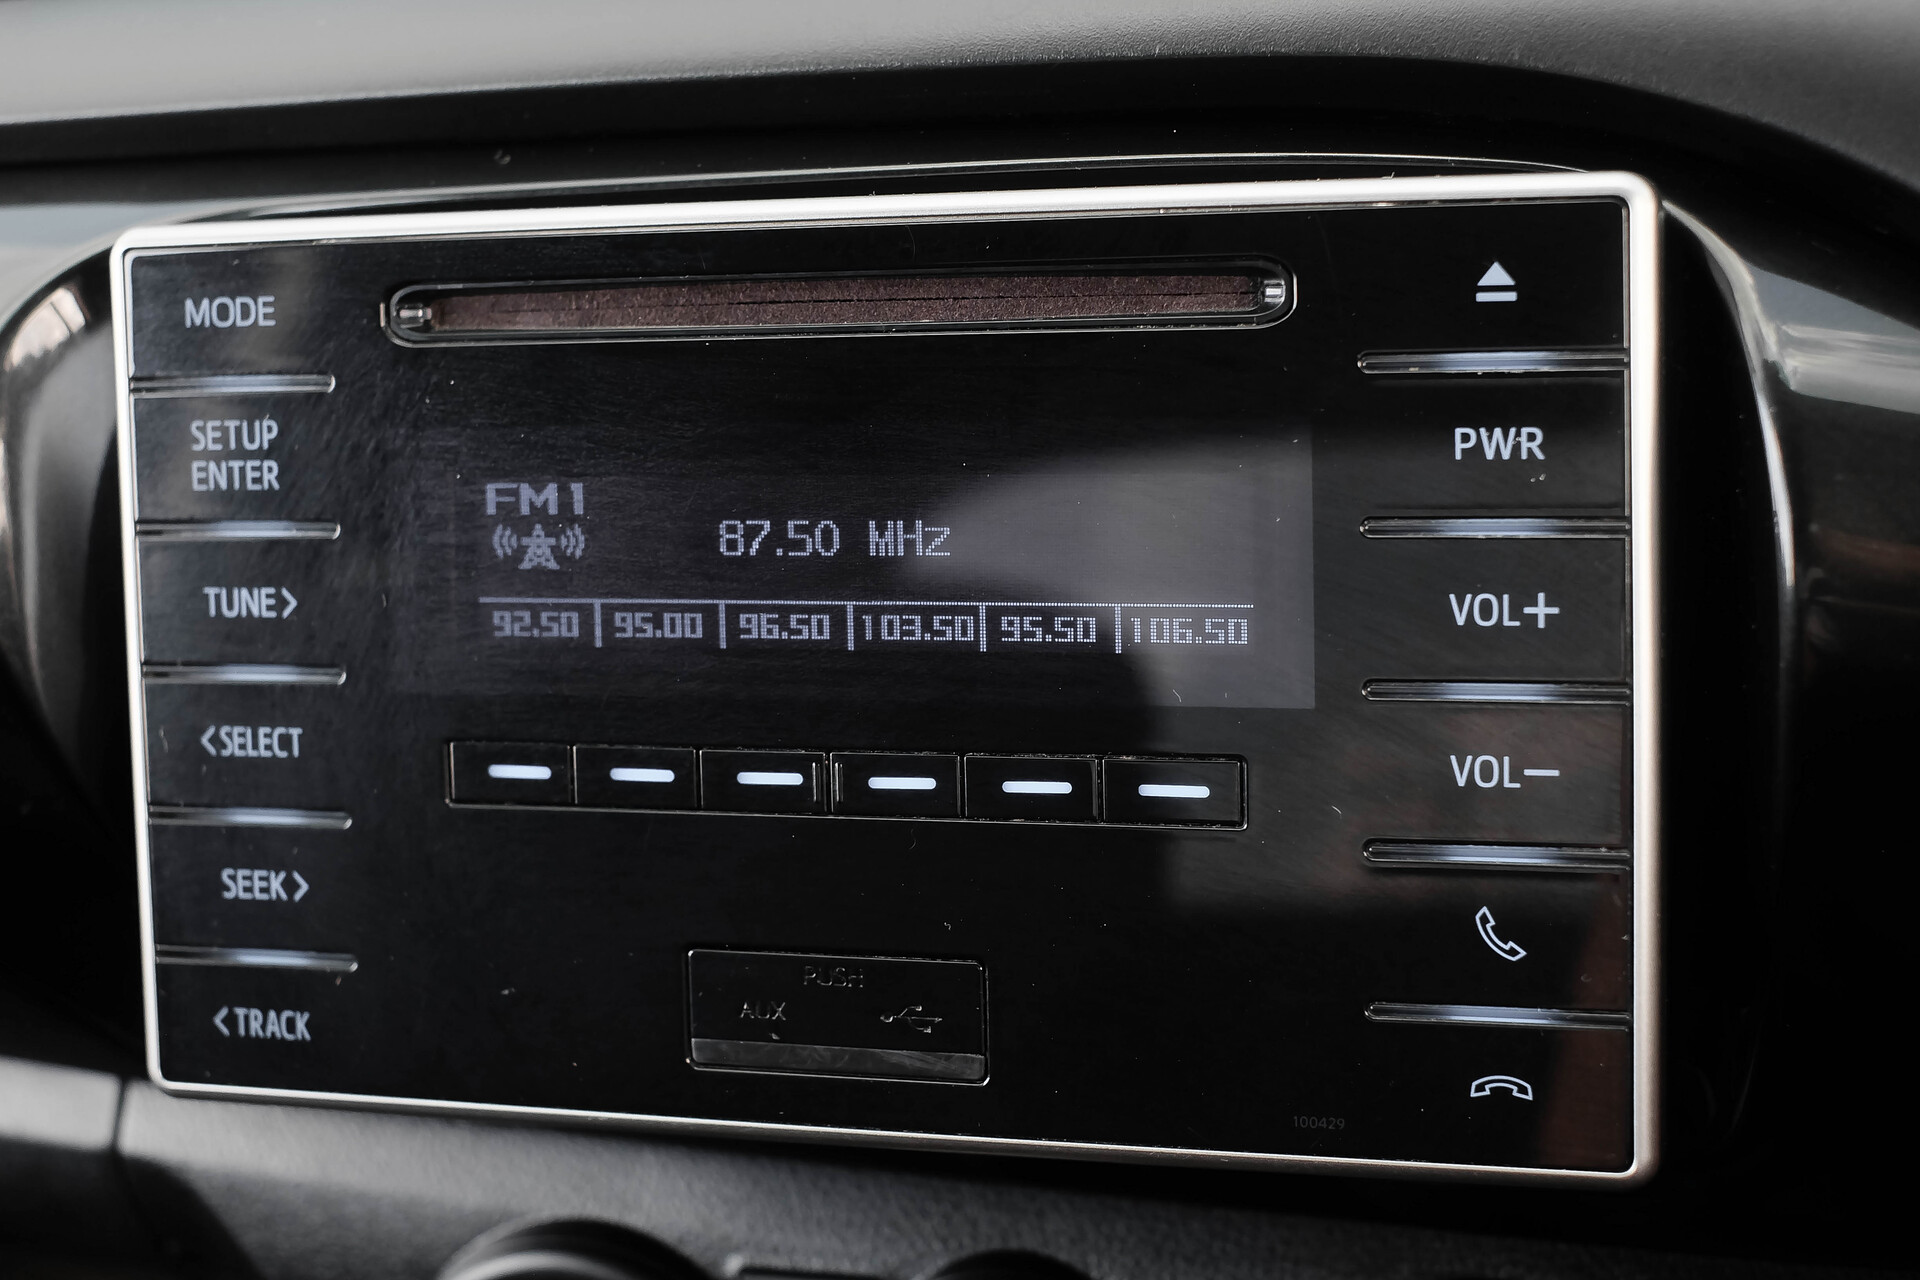 MODE
SETUP
ENTER
TUNE>
<SELECT
SEEK>
<TRACK
FM1
87.50 MHz
92.50 95.00 96.50 103.50 95.50 106.50
PUSH
AUX
100429
PWR
VOL+
VOL-